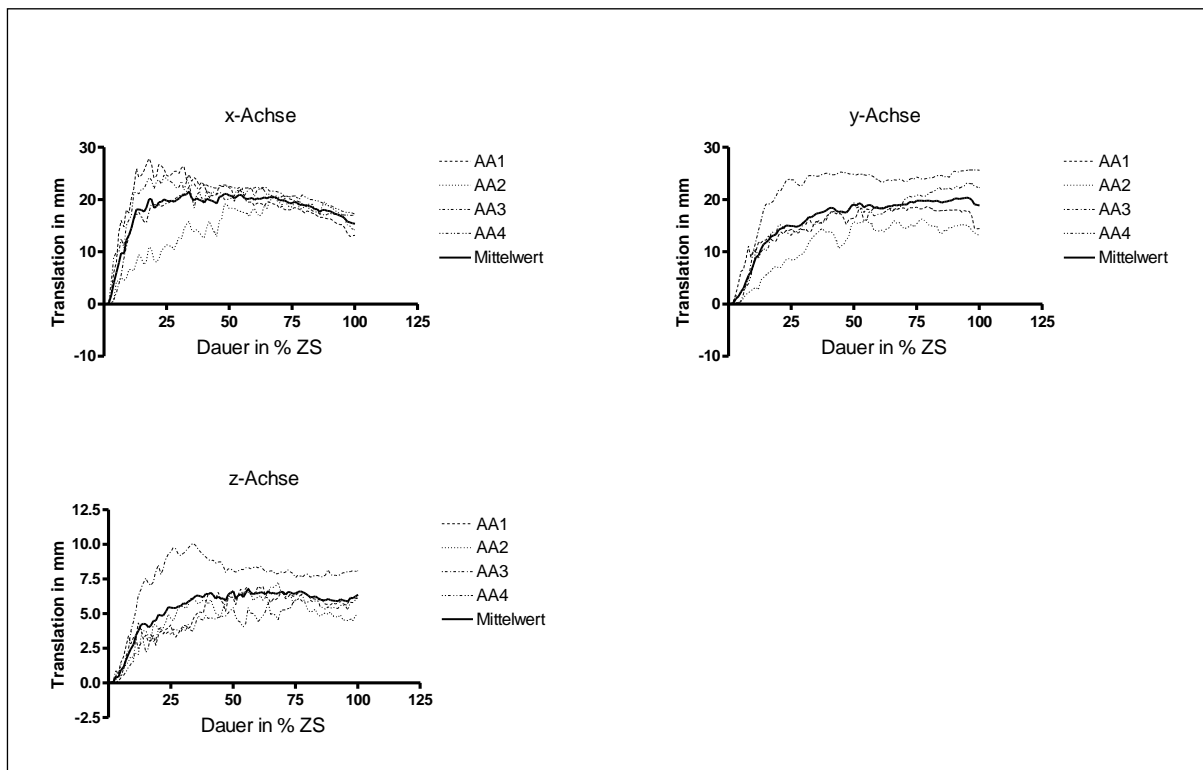 x-Achse
30
20
10
0
-10
25
50
75
100
125
Translation in mm
Dauer in % ZS
AA1
AA2
AA3
AA4
Mittelwert
y-Achse
30
20
10
0
-10
25
50
75
100
125
Translation in mm
Dauer in % ZS
AA1
AA2
AA3
AA4
Mittelwert
z-Achse
12.5
10.0
7.5
5.0
2.5
0.0
-2.5
25
50
75
100
125
Translation in mm
Dauer in % ZS
AA1
AA2
AA3
AA4
Mittelwert